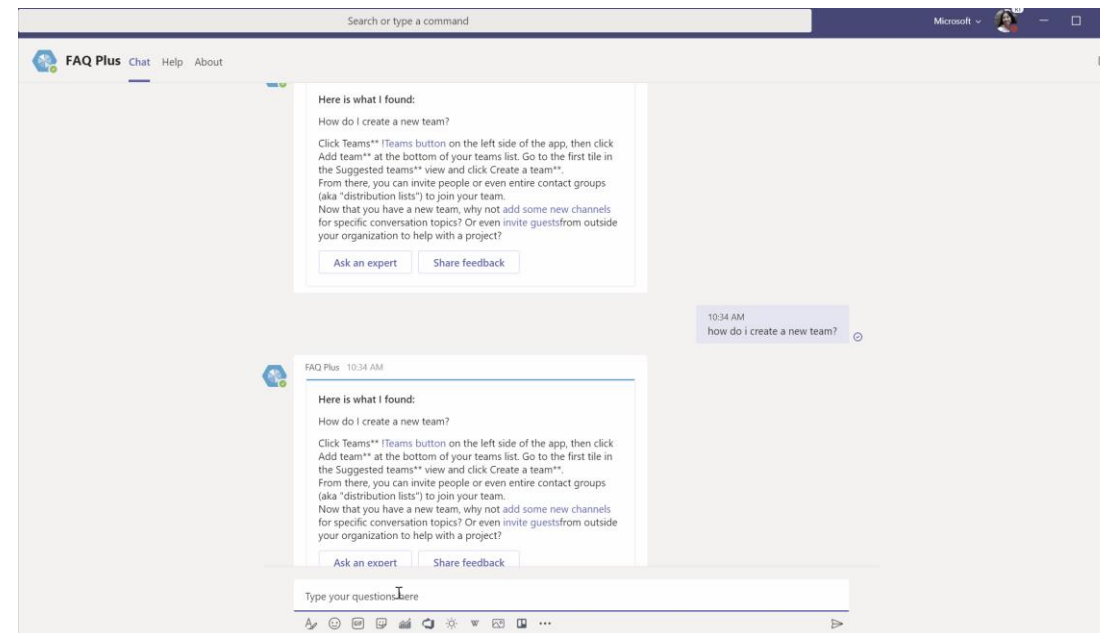 Search or type a command
Microsoft
FAQ Plus Chat Help About
Here is what I found:
How do I create a new team?
Click Teams** !Teams button on the left side of the app, then click
Add team** at the bottom of your teams list. Go to the first tile in
the Suggested teams** view and click Create a team**.
From there, you can invite people or even entire contact groups
(aka "distribution lists") to join your team.
Now that you have a new team, why not add some new channels
for specific conversation topics? Or even invite guestsfrom outside
your organization to help with a project?
Ask an expert Share feedback
10:34 AM
how do i create a new team?
FAQ Plus 10:34 AM
Here is what I found:
How do I create a new team?
Click Teams** !Teams button on the left side of the app, then click
Add team** at the bottom of your teams list. Go to the first tile in
the Suggested teams** view and click Create a team**.
From there, you can invite people or even entire contact groups
(aka "distribution lists") to join your team.
Now that you have a new team, why not add some new channels
for specific conversation topics? Or even invite guestsfrom outside
your organization to help with a project?
Ask an expert Share feedback
Type your questions here
GIF W